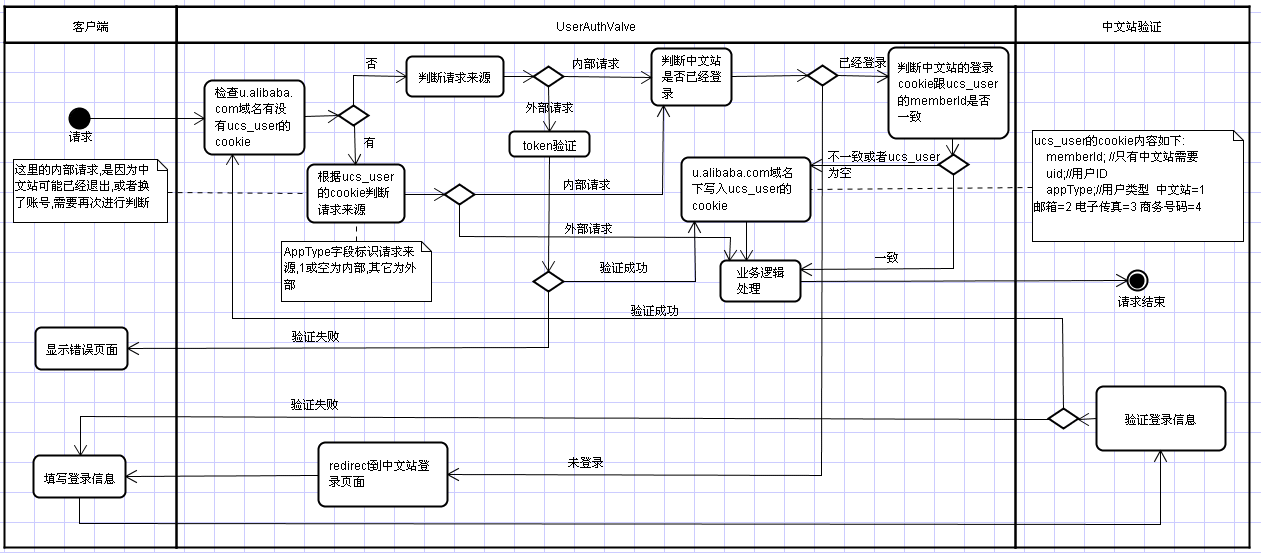 客户端
UserAuthValve
中文站验证
请求
检查u.alibaba.
com域名有没
有ucs_user的
cookie
否
有
判断请求来源
内部请求
外部请求
token验证
判断中文站
是否已经登
录
已经登录
判断中文站的登录
cookie跟ucs_user
的memberId是否
一致
这里的内部请求,是因为中
文站可能已经退出,或者换
了账号,需要再次进行判断
根据ucs_user
的cookie判断
请求来源
内部请求
外部请求
不一致或者ucs_user
为空
u.alibaba.com域名
下写入ucs_user的
cookie
ucs_user的cookie内容如下:
memberId; //只有中文站需要
uid;//用户ID
appType;//用户类型 中文站=1
邮箱=2 电子传真=3 商务号码=4
AppType字段标识请求来
源,1或空为内部,其它为外
部
验证成功
业务逻辑
处理
一致
请求结束
验证成功
显示错误页面
验证失败
验证失败
验证登录信息
填写登录信息
redirect到中文站登
录页面
未登录